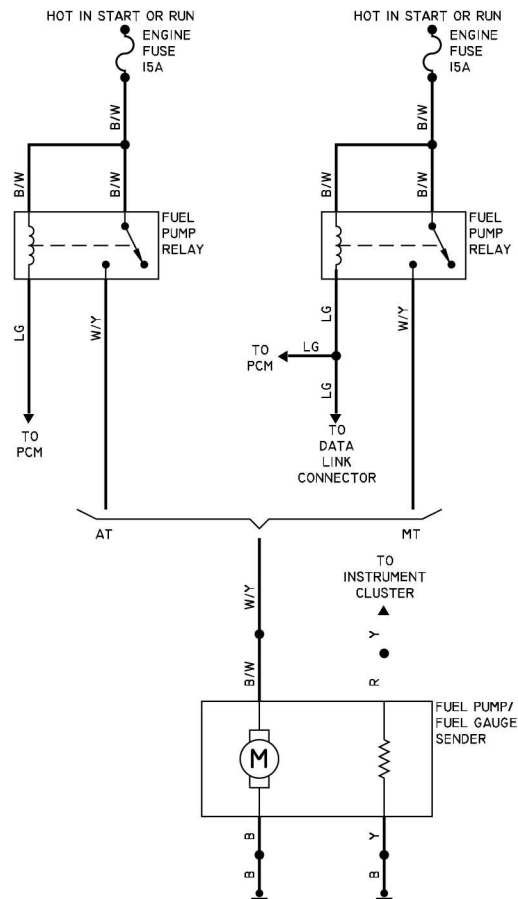 HOT IN START OR RUN
ENGINE
FUSE
15A
B/W
B/W
B/W
FUEL
PUMP
RELAY
LG
W/Y
TO
PCM
HOT IN START OR RUN
ENGINE
FUSE
15A
B/W
B/W
B/W
FUEL
PUMP
RELAY
LG
W/Y
TO
PCM
LG
LG
TO
DATA
LINK
CONNECTOR
AT
MT
TO
INSTRUMENT
CLUSTER
W/Y
Y
B/W
R
FUEL PUMP/
FUEL GAUGE
SENDER
M
B
Y
B
B